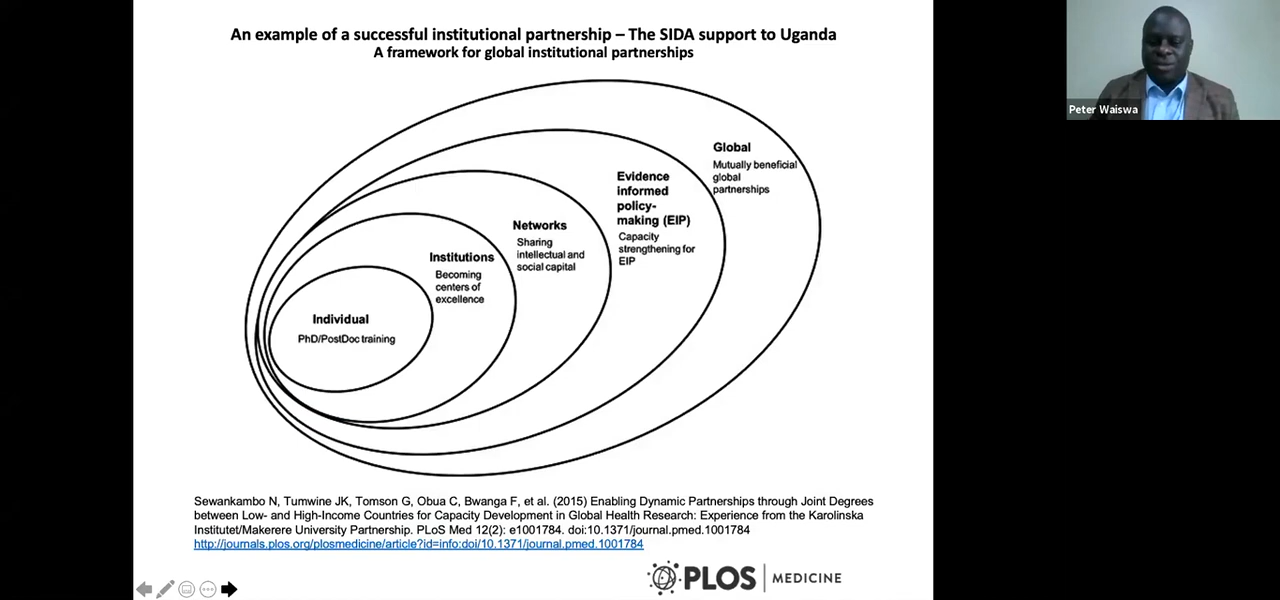 An example of a successful institutional partnership – The SIDA support to Uganda
A framework for global institutional partnerships
Peter Waiswa
Global
Mutually beneficial
global
partnerships
Evidence
informed
policy-
making (EIP)
Capacity
strengthening for
EIP
Networks
Sharing
intellectual and
social capital
Institutions
Becoming
centers of
excellence
Individual
PhD/PostDoc training
Sewankambo N, Tumwine JK, Tomson G, Obua C, Bwanga F, et al. (2015) Enabling Dynamic Partnerships through Joint Degrees
between Low- and High-Income Countries for Capacity Development in Global Health Research: Experience from the Karolinska
Institutet/Makerere University Partnership. PLoS Med 12(2): e1001784. doi:10.1371/journal.pmed.1001784
http://journals.plos.org/plosmedicine/article?id=info:doi/10.1371/journal.pmed.1001784
PLOS | MEDICINE